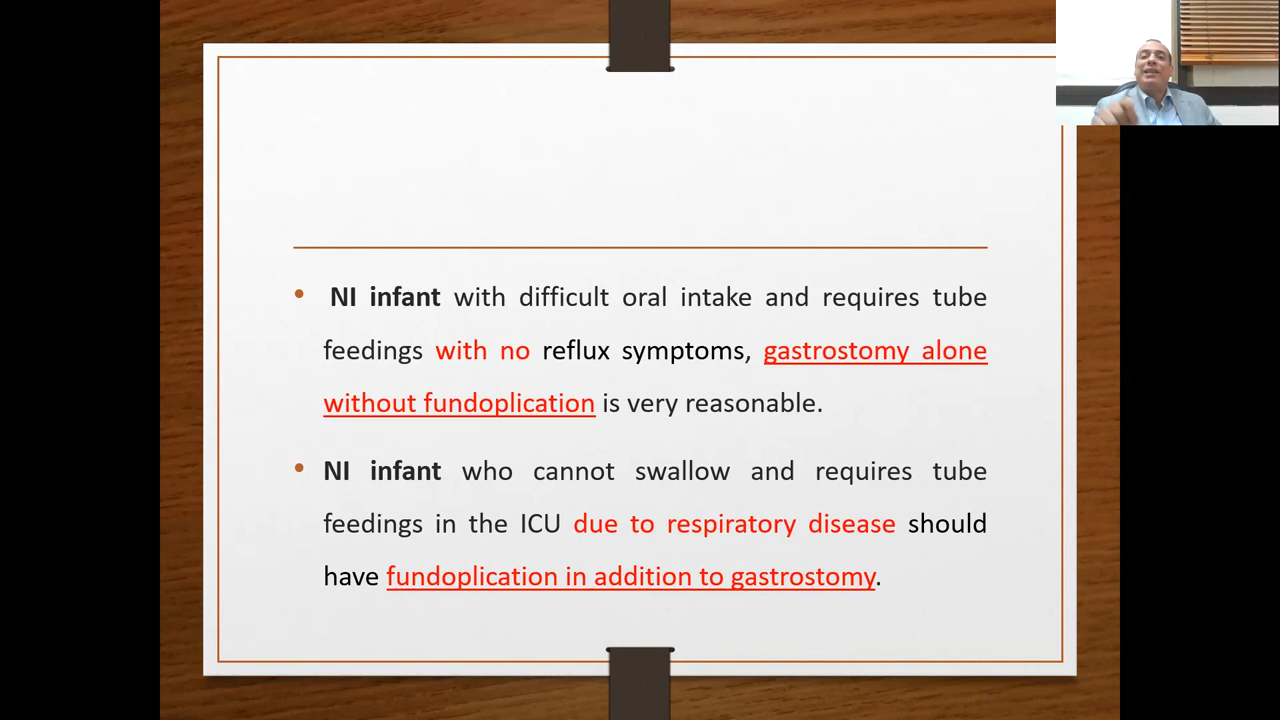 NI infant with difficult oral intake and requires tube
feedings with no reflux symptoms, gastrostomy alone
without fundoplication is very reasonable.
NI infant who cannot swallow and requires tube
feedings in the ICU due to respiratory disease should
have fundoplication in addition to gastrostomy.